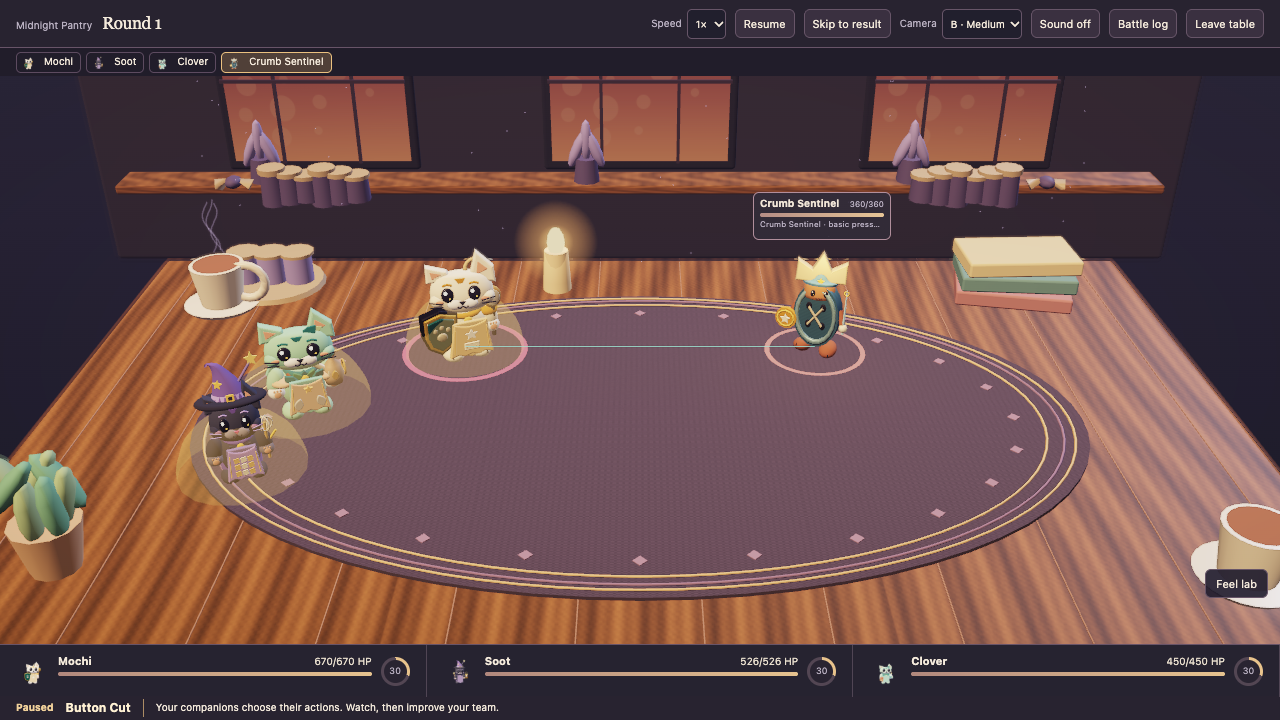 Midnight Pantry Round 1
Speed 1x Resume Skip to result Camera B · Medium Sound off Battle log Leave table
Mochi Soot Clover Crumb Sentinel
Crumb Sentinel 360/360
Crumb Sentinel · basic press...
Feel lab
Mochi 670/670 HP 30
Soot 526/526 HP 30
Clover 450/450 HP 30
Paused Button Cut Your companions choose their actions. Watch, then improve your team.